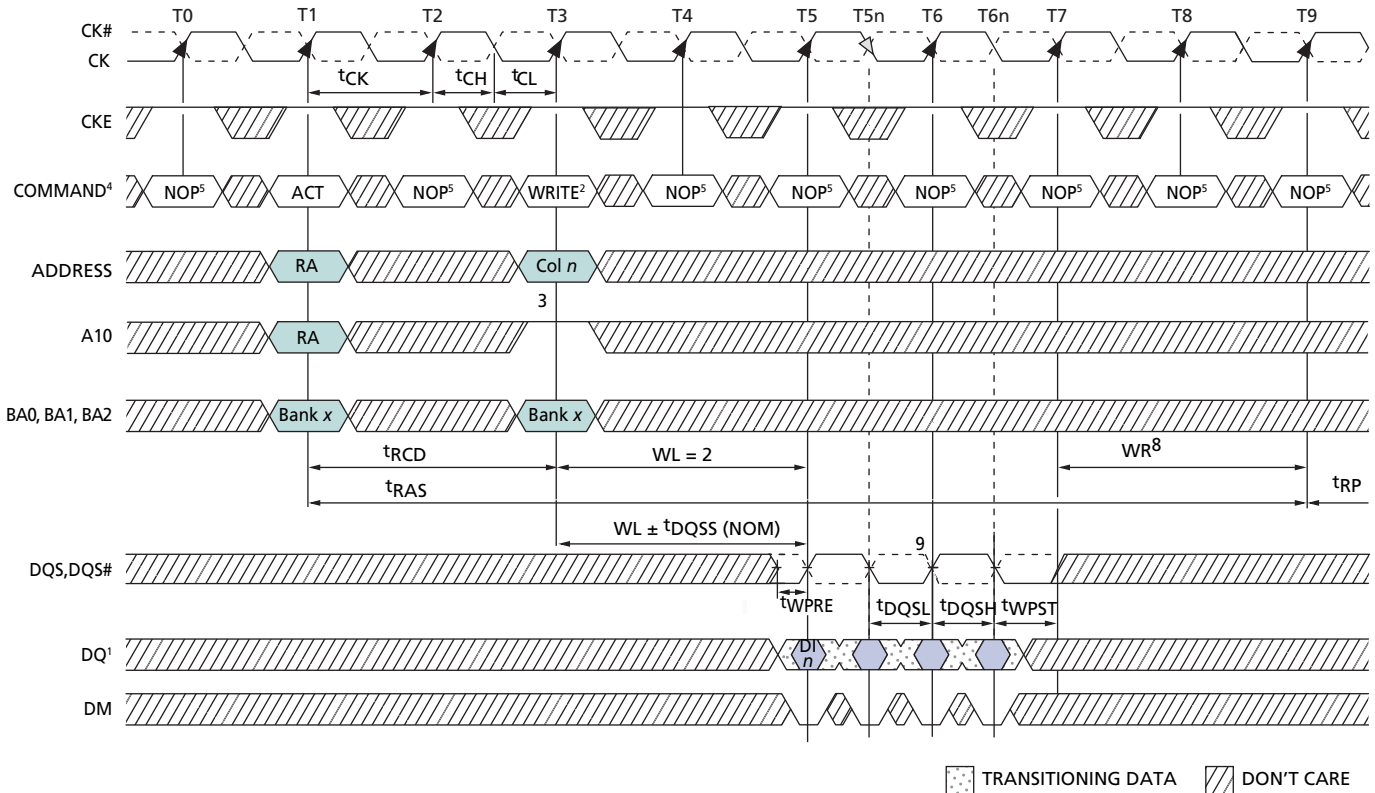 T0 T1 T2 T3 T4 T5 T5n T6 T6n T7 T8 T9
CK#
CK
tCK tCH tCL
CKE
COMMAND4 NOP5 ACT NOP5 WRITE2 NOP5 NOP5 NOP5 NOP5 NOP5 NOP5
ADDRESS RA Col n
3
A10 RA
BA0, BA1, BA2 Bank x Bank x
tRCD WL = 2 WR8
tRAS tRP
WL ± tDQSS (NOM)
9
DQS,DQS#
tWPRE tDQSL tDQSH tWPST
DQ1 DI
n
DM
TRANSITIONING DATA DON'T CARE